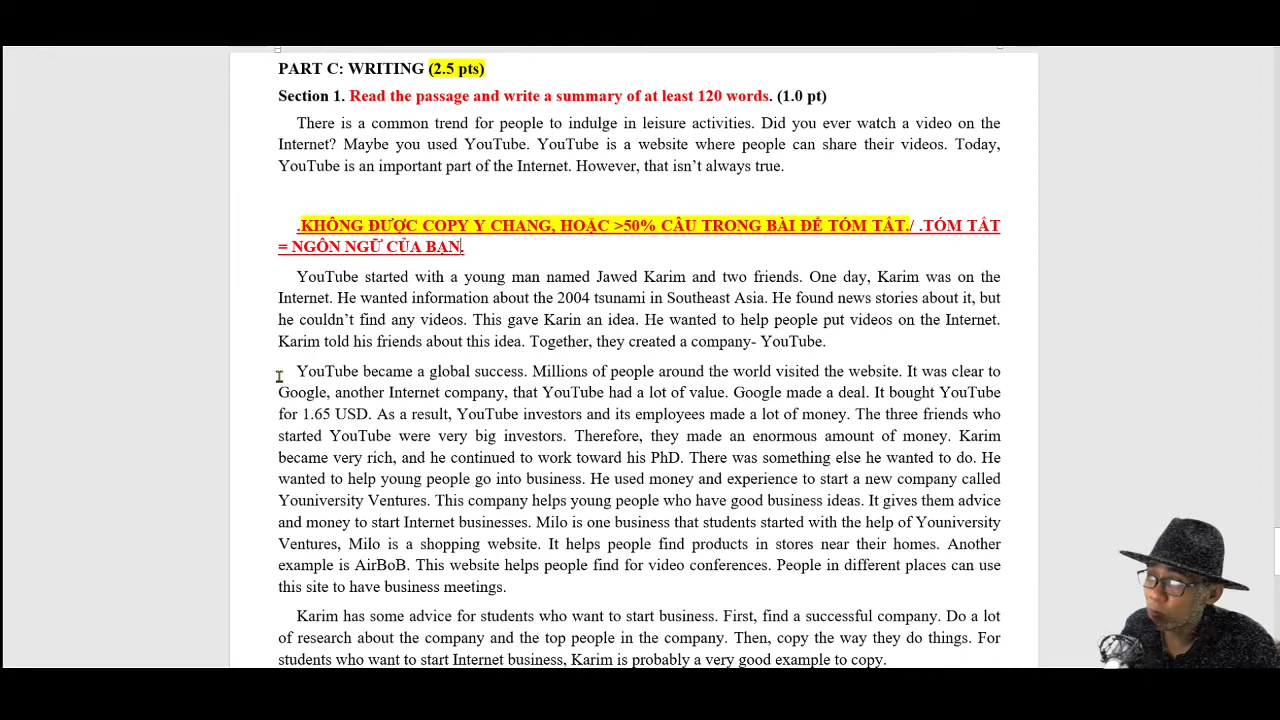 PART C: WRITING (2.5 pts)
Section 1. Read the passage and write a summary of at least 120 words. (1.0 pt)
There is a common trend for people to indulge in leisure activities. Did you ever watch a video on the
Internet? Maybe you used YouTube. YouTube is a website where people can share their videos. Today,
YouTube is an important part of the Internet. However, that isn’t always true.
.KHÔNG ĐƯỢC COPY Y CHANG, HOẶC >50% CÂU TRONG BÀI ĐỂ TÓM TẮT./ .TÓM TẮT
= NGÔN NGỮ CỦA BẠN.
YouTube started with a young man named Jawed Karim and two friends. One day, Karim was on the
Internet. He wanted information about the 2004 tsunami in Southeast Asia. He found news stories about it, but
he couldn’t find any videos. This gave Karin an idea. He wanted to help people put videos on the Internet.
Karim told his friends about this idea. Together, they created a company- YouTube.
YouTube became a global success. Millions of people around the world visited the website. It was clear to
Google, another Internet company, that YouTube had a lot of value. Google made a deal. It bought YouTube
for 1.65 USD. As a result, YouTube investors and its employees made a lot of money. The three friends who
started YouTube were very big investors. Therefore, they made an enormous amount of money. Karim
became very rich, and he continued to work toward his PhD. There was something else he wanted to do. He
wanted to help young people go into business. He used money and experience to start a new company called
Youniversity Ventures. This company helps young people who have good business ideas. It gives them advice
and money to start Internet businesses. Milo is one business that students started with the help of Youniversity
Ventures, Milo is a shopping website. It helps people find products in stores near their homes. Another
example is AirBoB. This website helps people find for video conferences. People in different places can use
this site to have business meetings.
Karim has some advice for students who want to start business. First, find a successful company. Do a lot
of research about the company and the top people in the company. Then, copy the way they do things. For
students who want to start Internet business, Karim is probably a very good example to copy.